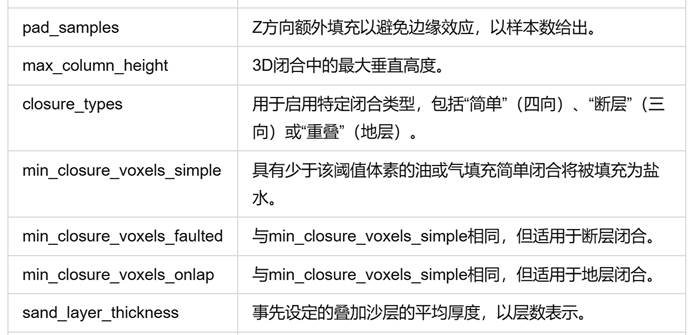 pad_samples Z方向额外填充以避免边缘效应，以样本数给出。
max_column_height 3D闭合中的最大垂直高度。
closure_types 用于启用特定闭合类型，包括“简单”（四向）、“断层”（三
向）或“重叠”（地层）。
min_closure_voxels_simple 具有少于该阈值体素的油或气填充简单闭合将被填充为盐
水。
min_closure_voxels_faulted 与min_closure_voxels_simple相同，但适用于断层闭合。
min_closure_voxels_onlap 与min_closure_voxels_simple相同，但适用于地层闭合。
sand_layer_thickness 事先设定的叠加沙层的平均厚度，以层数表示。